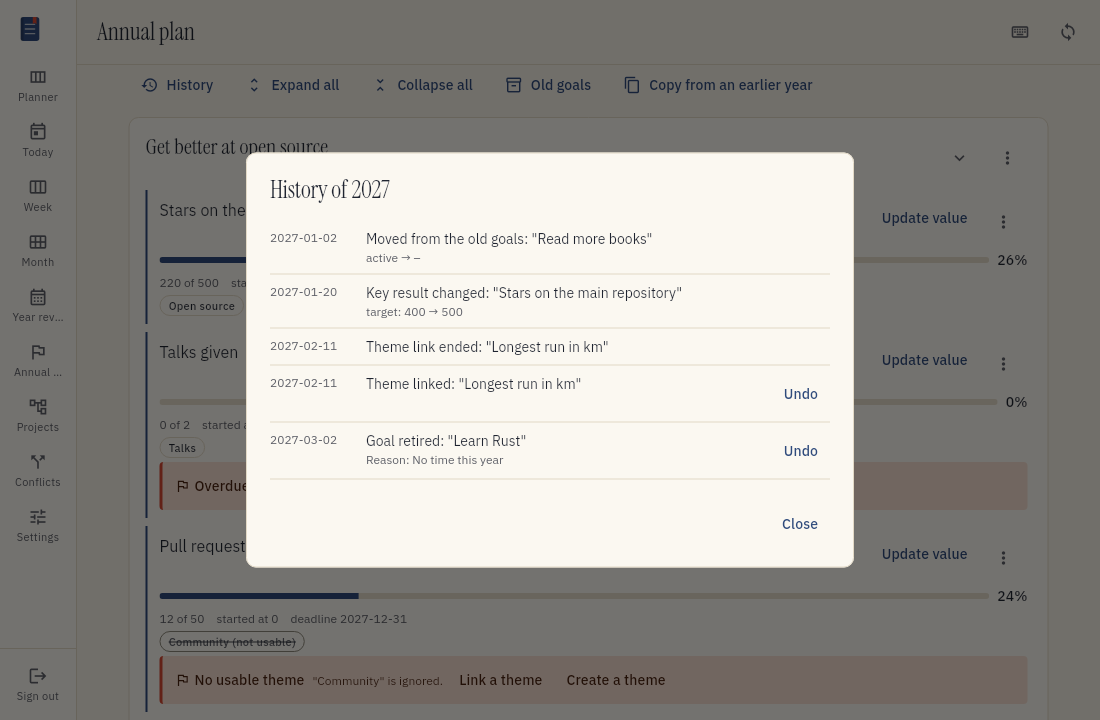 Annual plan
Planner
Today
Week
Month
Year rev...
Annual ...
Projects
Conflicts
Settings
Sign out
History
Expand all
Collapse all
Old goals
Copy from an earlier year
Get better at open source
Stars on the
Update value
26%
220 of 500
Open source
Talks given
Update value
0%
0 of 2
started
Talks
Overdue
Pull request
Update value
24%
12 of 50
started at 0
deadline 2027-12-31
Community (not usable)
No usable theme
"Community" is ignored.
Link a theme
Create a theme
History of 2027
2027-01-02
Moved from the old goals: "Read more books"
active → –
2027-01-20
Key result changed: "Stars on the main repository"
target: 400 → 500
2027-02-11
Theme link ended: "Longest run in km"
2027-02-11
Theme linked: "Longest run in km"
Undo
2027-03-02
Goal retired: "Learn Rust"
Reason: No time this year
Undo
Close